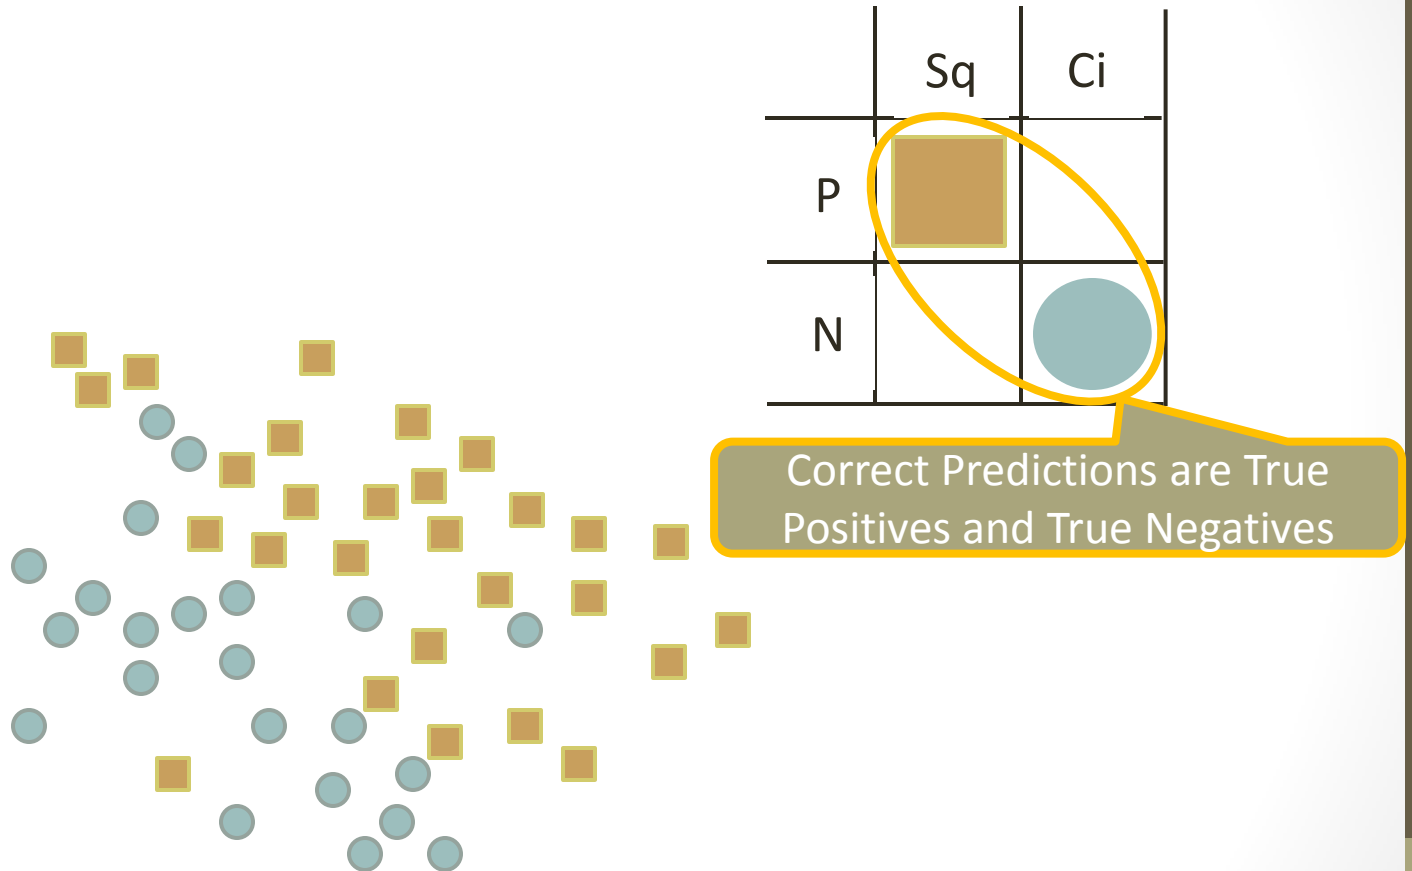 Sq Ci
P
N
Correct Predictions are True
Positives and True Negatives